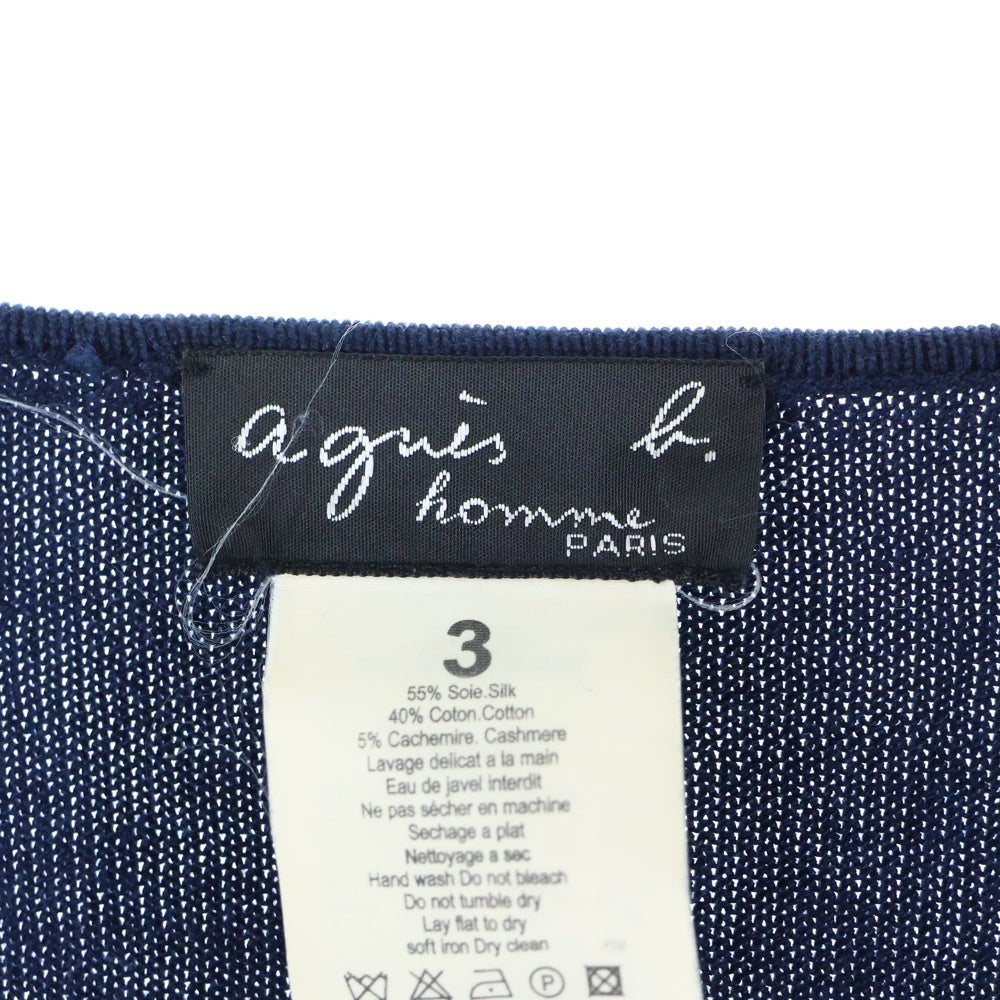 agnès b.
homme
PARIS
3
55% Soie.Silk
40% Coton.Cotton
5% Cachemire. Cashmere
Lavage delicat a la main
Eau de javel interdit
Ne pas sécher en machine
Sechage a plat
Nettoyage a sec
Hand wash Do not bleach
Do not tumble dry
Lay flat to dry
soft iron Dry clean
P